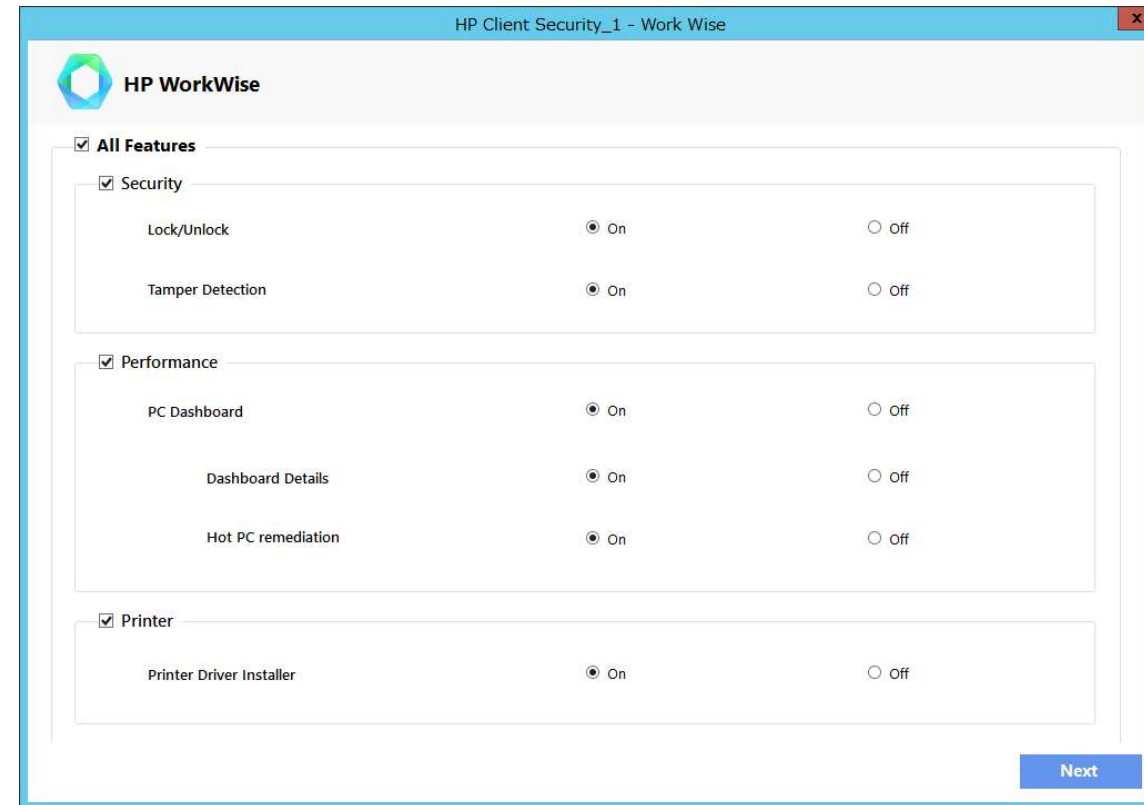 HP Client Security_1 - Work Wise
x
HP WorkWise
All Features
Security
Lock/Unlock On Off
Tamper Detection On Off
Performance
PC Dashboard On Off
Dashboard Details On Off
Hot PC remediation On Off
Printer
Printer Driver Installer On Off
Next